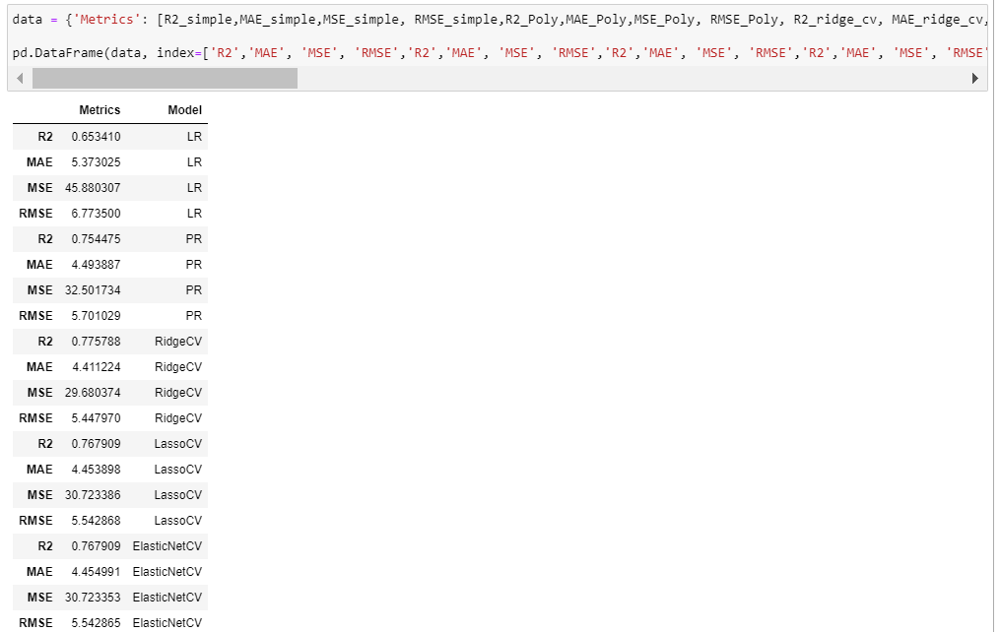 data = {'Metrics': [R2_simple,MAE_simple,MSE_simple, RMSE_simple,R2_Poly,MAE_Poly,MSE_Poly, RMSE_Poly, R2_ridge_cv, MAE_ridge_cv,
pd.DataFrame(data, index=['R2','MAE', 'MSE', 'RMSE','R2','MAE', 'MSE', 'RMSE','R2','MAE', 'MSE', 'RMSE','R2','MAE', 'MSE', 'RMSE'
Metrics Model
R2 0.653410 LR
MAE 5.373025 LR
MSE 45.880307 LR
RMSE 6.773500 LR
R2 0.754475 PR
MAE 4.493887 PR
MSE 32.501734 PR
RMSE 5.701029 PR
R2 0.775788 RidgeCV
MAE 4.411224 RidgeCV
MSE 29.680374 RidgeCV
RMSE 5.447970 RidgeCV
R2 0.767909 LassoCV
MAE 4.453898 LassoCV
MSE 30.723386 LassoCV
RMSE 5.542868 LassoCV
R2 0.767909 ElasticNetCV
MAE 4.454991 ElasticNetCV
MSE 30.723353 ElasticNetCV
RMSE 5.542865 ElasticNetCV